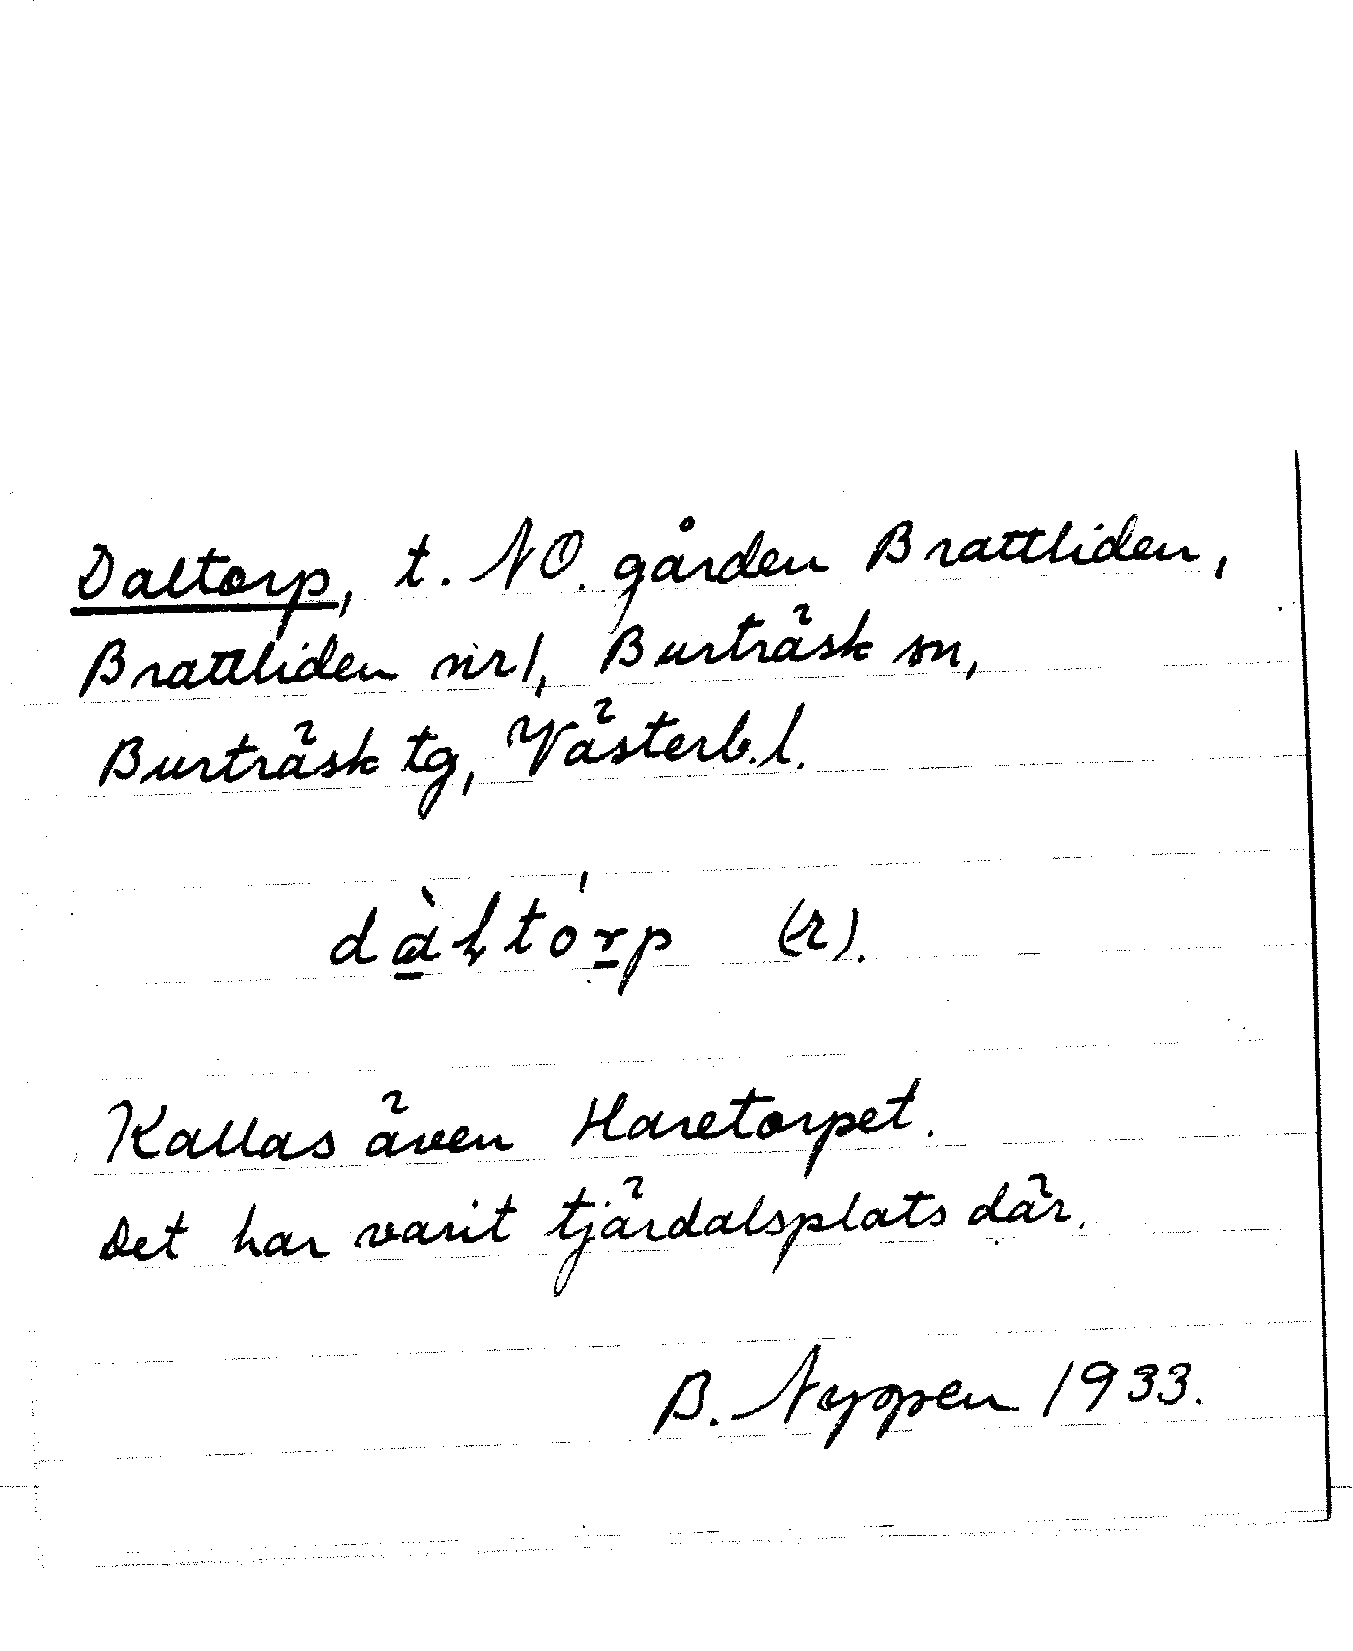 Daltorp, t. NO. gården Brattliden,
Brattliden nr 1, Burträsk sn,
Burträsk tg, Västerb.l.
dàltórp (r).
Kallas även Haretorpet.
Det har varit tjärdalsplats där.
B. Nyppen 1933.